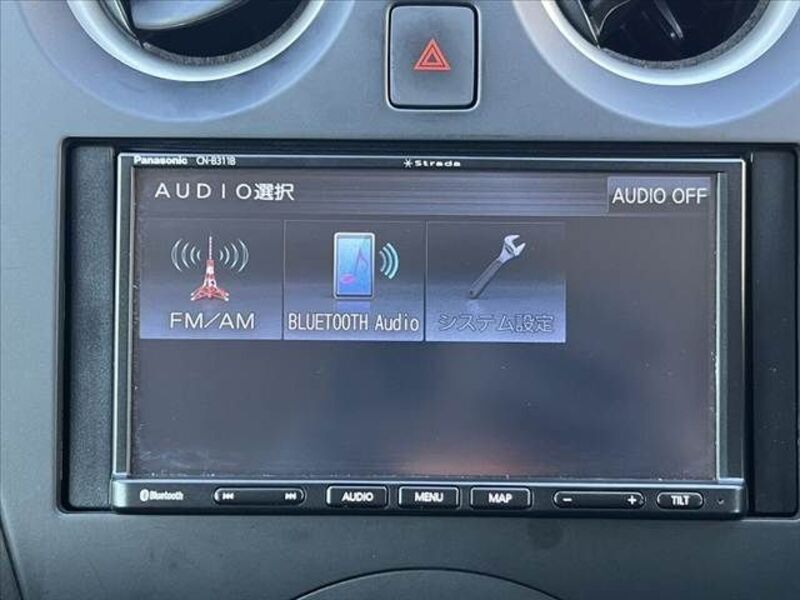 Panasonic CN-B311B
Strada
AUDIO選択
AUDIO OFF
FM/AM
BLUETOOTH Audio
システム設定
Bluetooth
AUDIO
MENU
MAP
− +
TILT